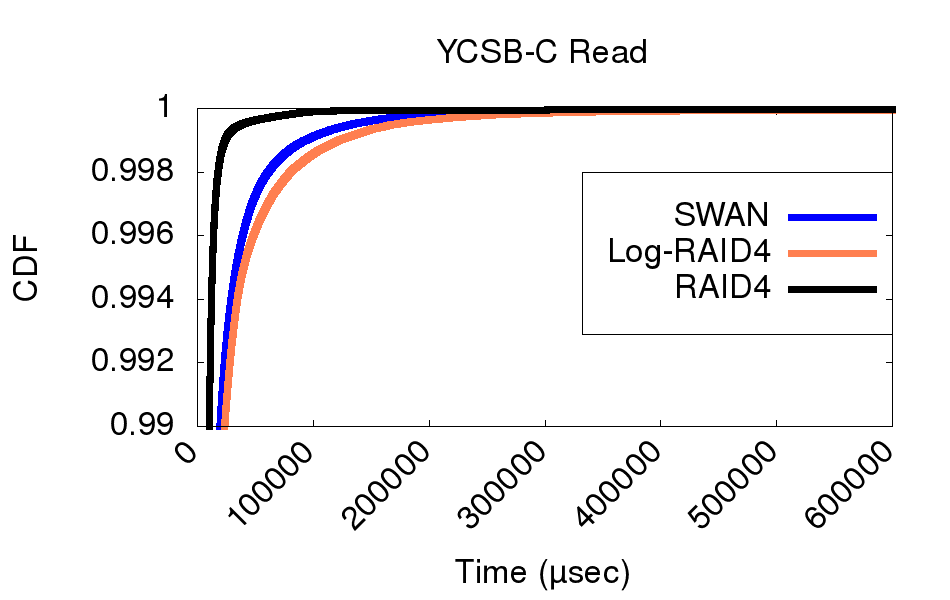 YCSB-C Read
1
0.998
0.996
0.994
0.992
0.99
CDF
SWAN
Log-RAID4
RAID4
0
100000
200000
300000
400000
500000
600000
Time (μsec)